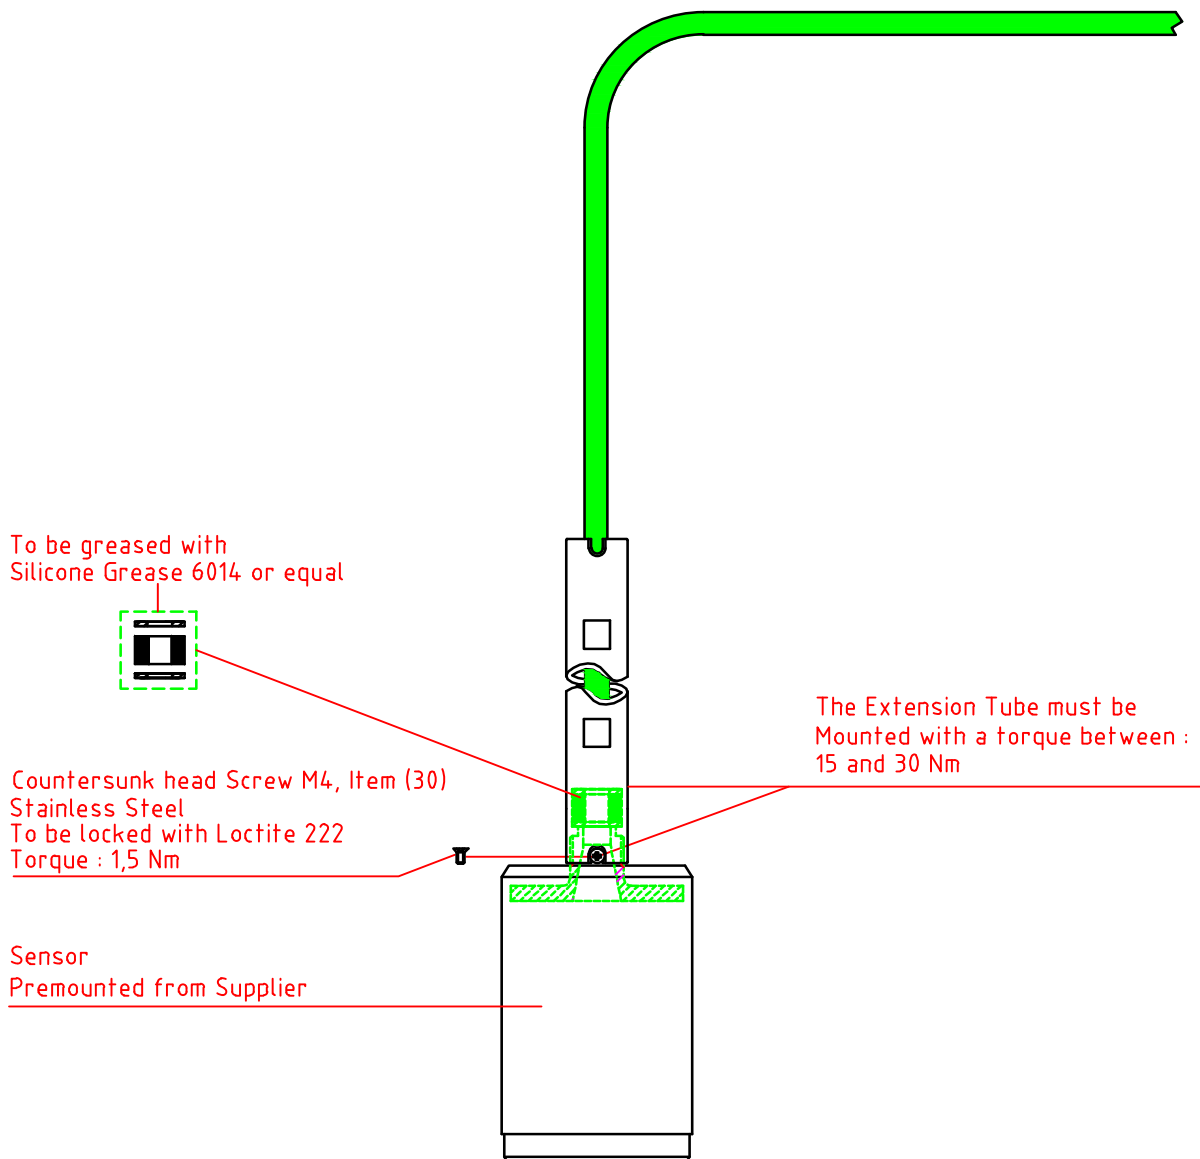 To be greased with
Silicone Grease 6014 or equal
The Extension Tube must be
Mounted with a torque between :
15 and 30 Nm
Countersunk head Screw M4, Item (30)
Stainless Steel
To be locked with Loctite 222
Torque : 1,5 Nm
Sensor
Premounted from Supplier